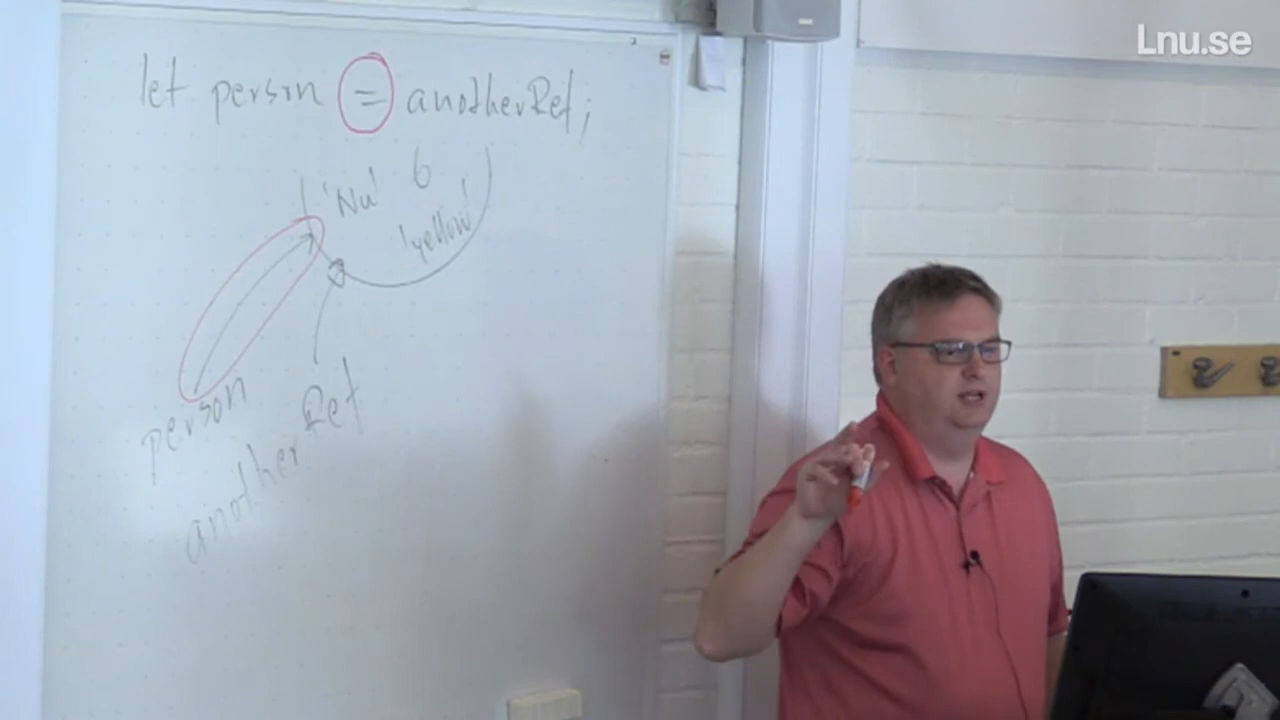 Lnu.se
let person = anotherRef;
'Nu' 6
'yellow'
person
anotherRef